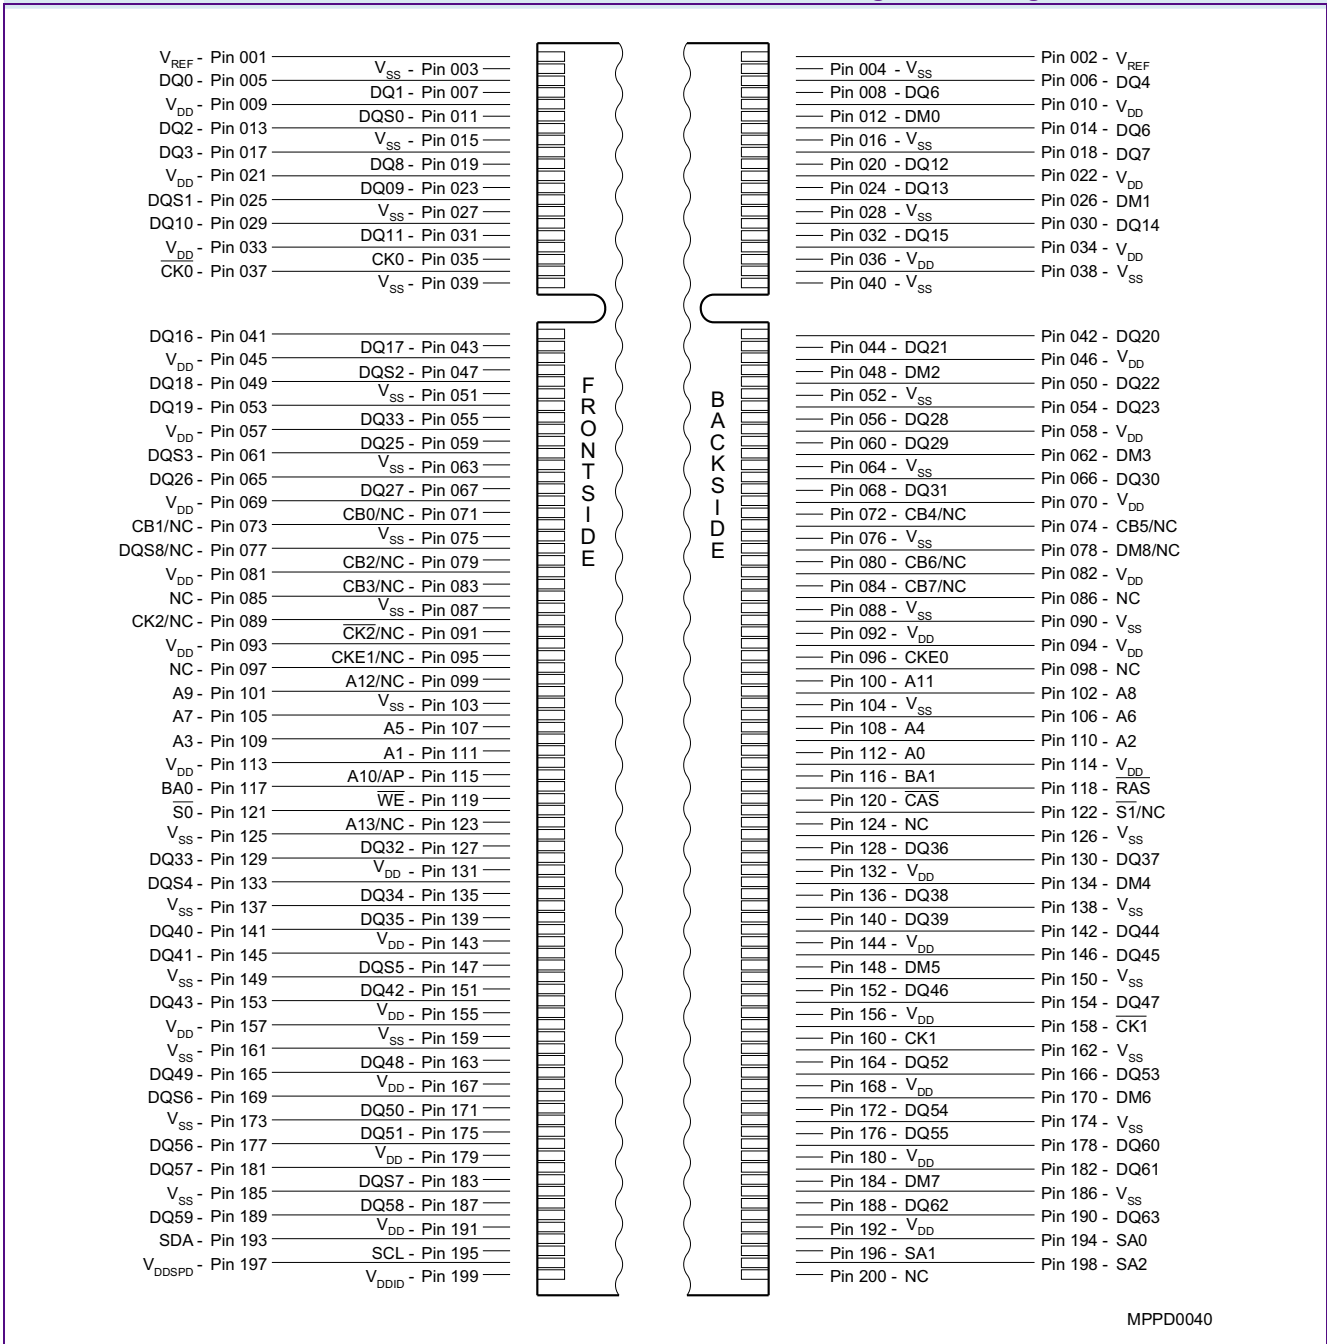 VREF - Pin 001 Pin 002 - VREF
VSS - Pin 003 Pin 004 - VSS
DQ0 - Pin 005 Pin 006 - DQ4
DQ1 - Pin 007 Pin 008 - DQ6
VDD - Pin 009 Pin 010 - VDD
DQS0 - Pin 011 Pin 012 - DM0
DQ2 - Pin 013 Pin 014 - DQ6
VSS - Pin 015 Pin 016 - VSS
DQ3 - Pin 017 Pin 018 - DQ7
DQ8 - Pin 019 Pin 020 - DQ12
VDD - Pin 021 Pin 022 - VDD
DQ09 - Pin 023 Pin 024 - DQ13
DQS1 - Pin 025 Pin 026 - DM1
VSS - Pin 027 Pin 028 - VSS
DQ10 - Pin 029 Pin 030 - DQ14
DQ11 - Pin 031 Pin 032 - DQ15
VDD - Pin 033 Pin 034 - VDD
CK0 - Pin 035 Pin 036 - VDD
CK0 - Pin 037 Pin 038 - VSS
VSS - Pin 039 Pin 040 - VSS
DQ16 - Pin 041 Pin 042 - DQ20
DQ17 - Pin 043 Pin 044 - DQ21
VDD - Pin 045 Pin 046 - VDD
DQS2 - Pin 047 Pin 048 - DM2
DQ18 - Pin 049 Pin 050 - DQ22
VSS - Pin 051 Pin 052 - VSS
DQ19 - Pin 053 Pin 054 - DQ23
DQ33 - Pin 055 Pin 056 - DQ28
VDD - Pin 057 Pin 058 - VDD
DQ25 - Pin 059 Pin 060 - DQ29
DQS3 - Pin 061 Pin 062 - DM3
VSS - Pin 063 Pin 064 - VSS
DQ26 - Pin 065 Pin 066 - DQ30
DQ27 - Pin 067 Pin 068 - DQ31
VDD - Pin 069 Pin 070 - VDD
CB0/NC - Pin 071 Pin 072 - CB4/NC
CB1/NC - Pin 073 Pin 074 - CB5/NC
VSS - Pin 075 Pin 076 - VSS
DQS8/NC - Pin 077 Pin 078 - DM8/NC
CB2/NC - Pin 079 Pin 080 - CB6/NC
VDD - Pin 081 Pin 082 - VDD
CB3/NC - Pin 083 Pin 084 - CB7/NC
NC - Pin 085 Pin 086 - NC
VSS - Pin 087 Pin 088 - VSS
CK2/NC - Pin 089 Pin 090 - VSS
CK2/NC - Pin 091 Pin 092 - VDD
VDD - Pin 093 Pin 094 - VDD
CKE1/NC - Pin 095 Pin 096 - CKE0
NC - Pin 097 Pin 098 - NC
A12/NC - Pin 099 Pin 100 - A11
A9 - Pin 101 Pin 102 - A8
VSS - Pin 103 Pin 104 - VSS
A7 - Pin 105 Pin 106 - A6
A5 - Pin 107 Pin 108 - A4
A3 - Pin 109 Pin 110 - A2
A1 - Pin 111 Pin 112 - A0
VDD - Pin 113 Pin 114 - VDD
A10/AP - Pin 115 Pin 116 - BA1
BA0 - Pin 117 Pin 118 - RAS
WE - Pin 119 Pin 120 - CAS
S0 - Pin 121 Pin 122 - S1/NC
A13/NC - Pin 123 Pin 124 - NC
VSS - Pin 125 Pin 126 - VSS
DQ32 - Pin 127 Pin 128 - DQ36
DQ33 - Pin 129 Pin 130 - DQ37
VDD - Pin 131 Pin 132 - VDD
DQS4 - Pin 133 Pin 134 - DM4
DQ34 - Pin 135 Pin 136 - DQ38
VSS - Pin 137 Pin 138 - VSS
DQ35 - Pin 139 Pin 140 - DQ39
DQ40 - Pin 141 Pin 142 - DQ44
VDD - Pin 143 Pin 144 - VDD
DQ41 - Pin 145 Pin 146 - DQ45
DQS5 - Pin 147 Pin 148 - DM5
VSS - Pin 149 Pin 150 - VSS
DQ42 - Pin 151 Pin 152 - DQ46
DQ43 - Pin 153 Pin 154 - DQ47
VDD - Pin 155 Pin 156 - VDD
VDD - Pin 157 Pin 158 - CK1
VSS - Pin 159 Pin 160 - CK1
VSS - Pin 161 Pin 162 - VSS
DQ48 - Pin 163 Pin 164 - DQ52
DQ49 - Pin 165 Pin 166 - DQ53
VDD - Pin 167 Pin 168 - VDD
DQS6 - Pin 169 Pin 170 - DM6
DQ50 - Pin 171 Pin 172 - DQ54
VSS - Pin 173 Pin 174 - VSS
DQ51 - Pin 175 Pin 176 - DQ55
DQ56 - Pin 177 Pin 178 - DQ60
VDD - Pin 179 Pin 180 - VDD
DQ57 - Pin 181 Pin 182 - DQ61
DQS7 - Pin 183 Pin 184 - DM7
VSS - Pin 185 Pin 186 - VSS
DQ58 - Pin 187 Pin 188 - DQ62
DQ59 - Pin 189 Pin 190 - DQ63
VDD - Pin 191 Pin 192 - VDD
SDA - Pin 193 Pin 194 - SA0
SCL - Pin 195 Pin 196 - SA1
VDDSPD - Pin 197 Pin 198 - SA2
VDDID - Pin 199 Pin 200 - NC
FRONTSIDE
BACKSIDE
MPPD0040